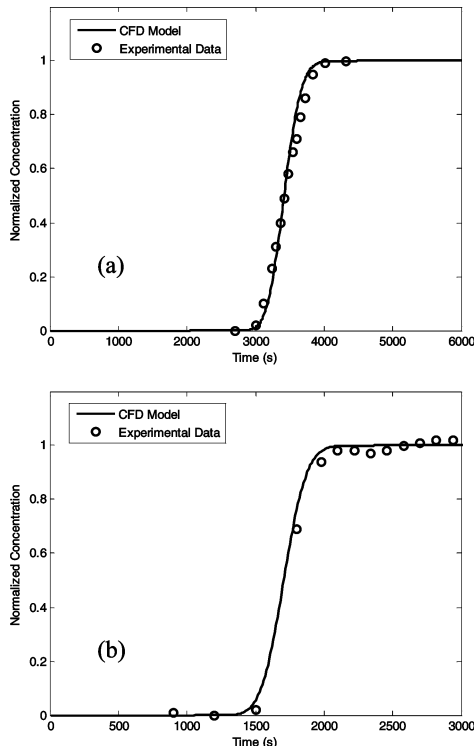 CFD Model
Experimental Data
1
0.8
0.6
0.4
0.2
0
Normalized Concentration
(a)
0 1000 2000 3000 4000 5000 6000
Time (s)
CFD Model
Experimental Data
1
0.8
0.6
0.4
0.2
0
Normalized Concentration
(b)
0 500 1000 1500 2000 2500 3000
Time (s)